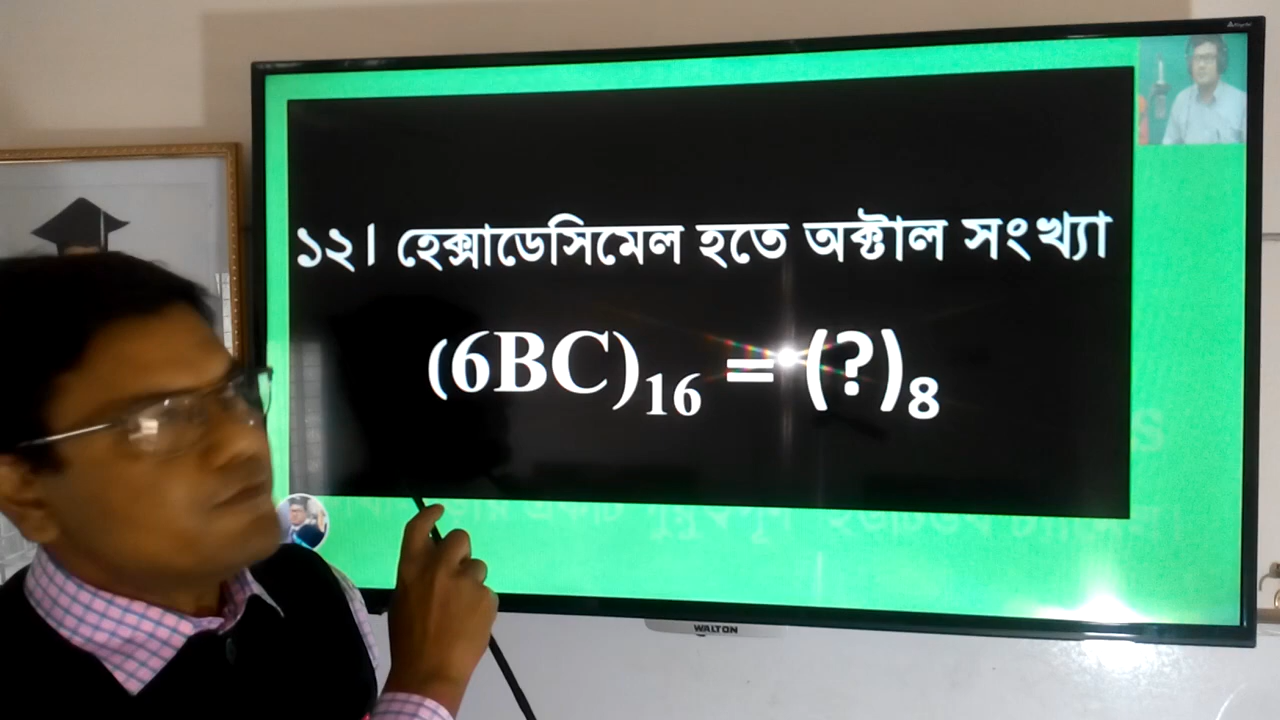 ১২। হেক্সাডেসিমেল হতে অক্টাল সংখ্যা
(6BC)₁₆ = (?)₈
WALTON